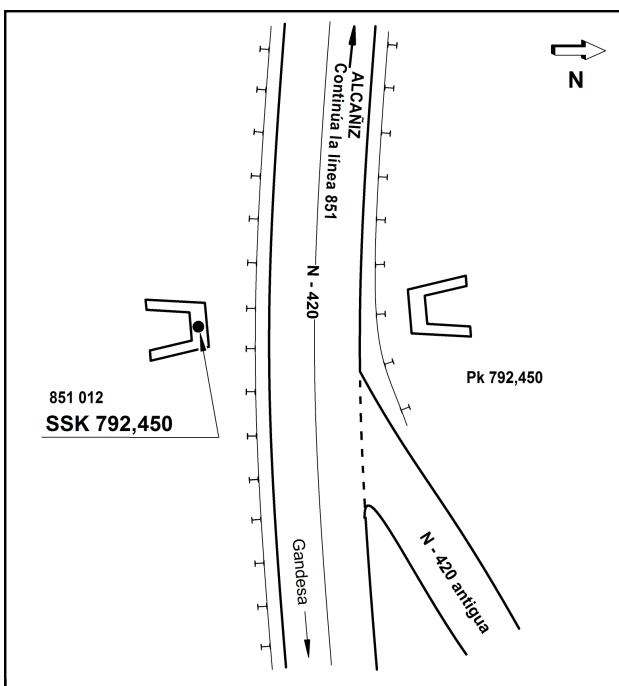 N
ALCAÑIZ
Continúa la línea 851
N - 420
Pk 792,450
851 012
SSK 792,450
Gandesa
N - 420 antigua